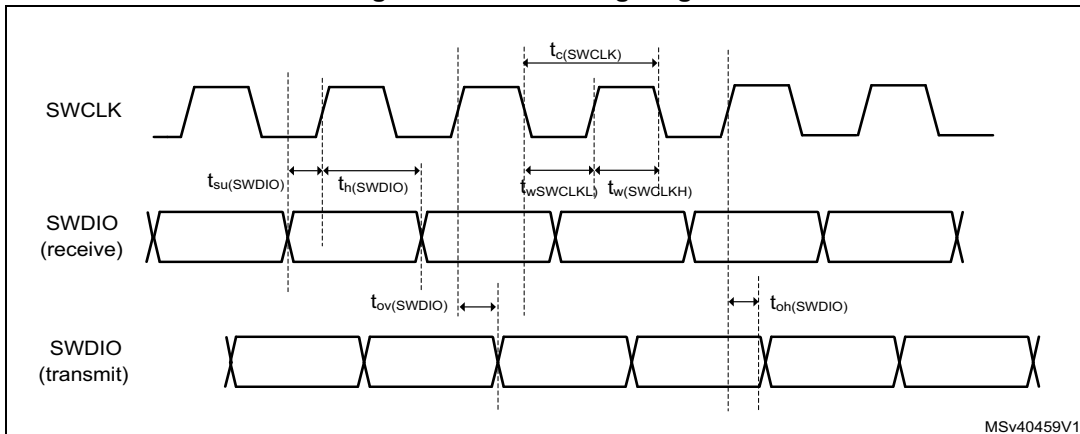 tc(SWCLK)
SWCLK
tsu(SWDIO) th(SWDIO) twSWCLKL) tw(SWCLKH)
SWDIO
(receive)
tov(SWDIO) toh(SWDIO)
SWDIO
(transmit)
MSv40459V1